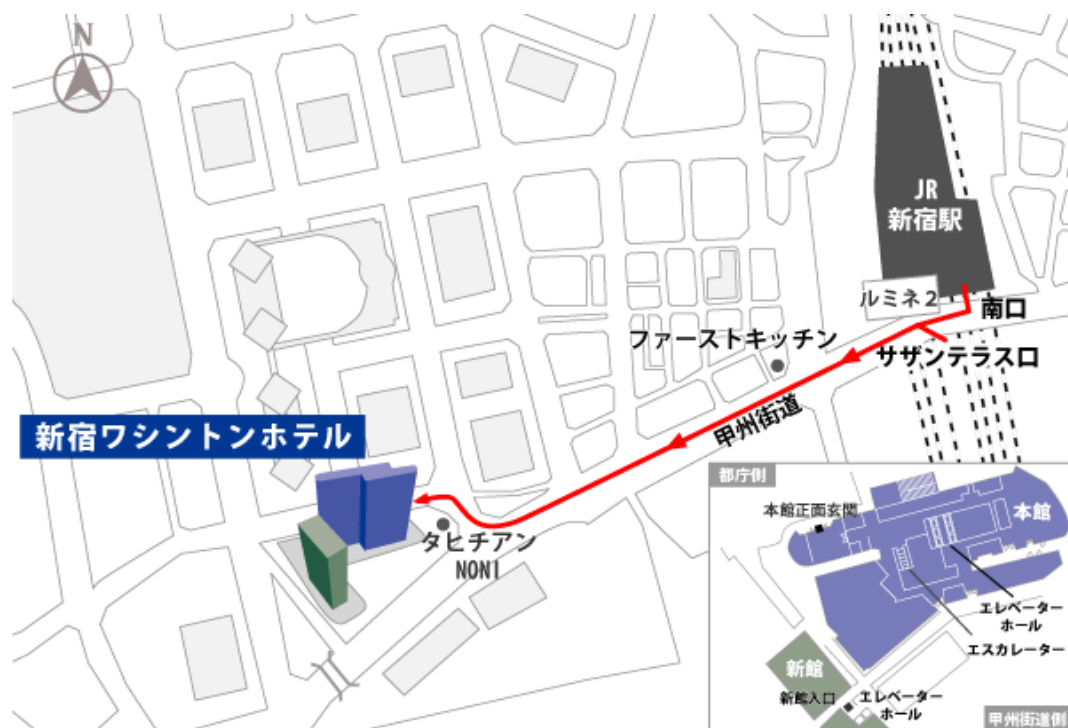 N
JR
新宿駅
ルミネ2
南口
ファーストキッチン
サザンテラス口
甲州街道
新宿ワシントンホテル
タヒチアン
NONI
都庁側
本館正面玄関
本館
エレベーター
ホール
エスカレーター
新館
新館入口
エレベーター
ホール
甲州街道側